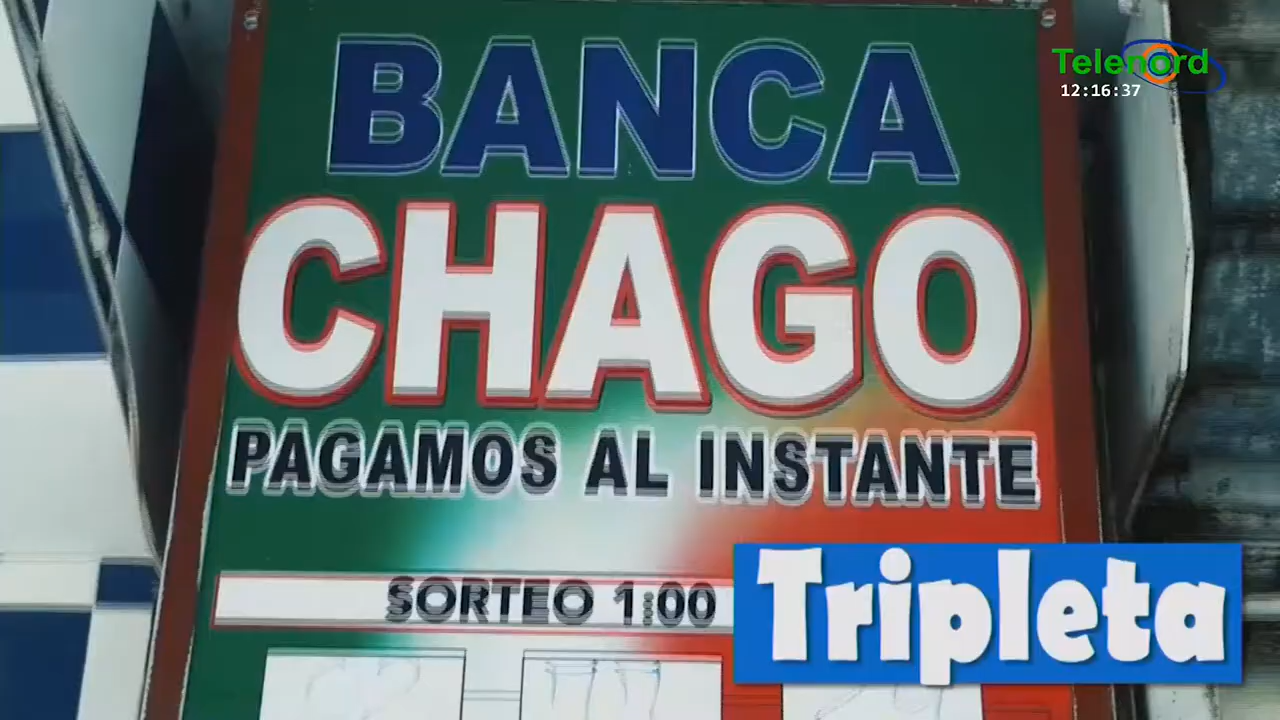 Telenord
12:16:37
BANCA
CHAGO
PAGAMOS AL INSTANTE
SORTEO 1:00
Tripleta